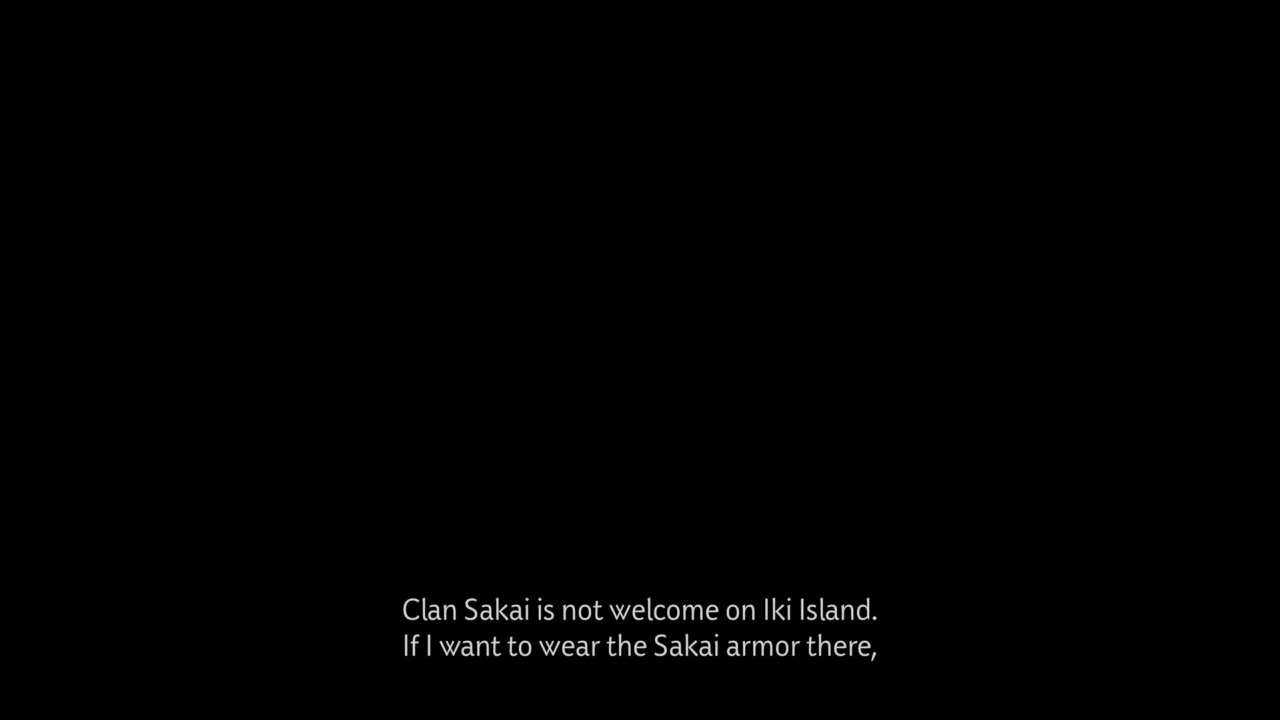 Clan Sakai is not welcome on Iki Island.
If I want to wear the Sakai armor there,